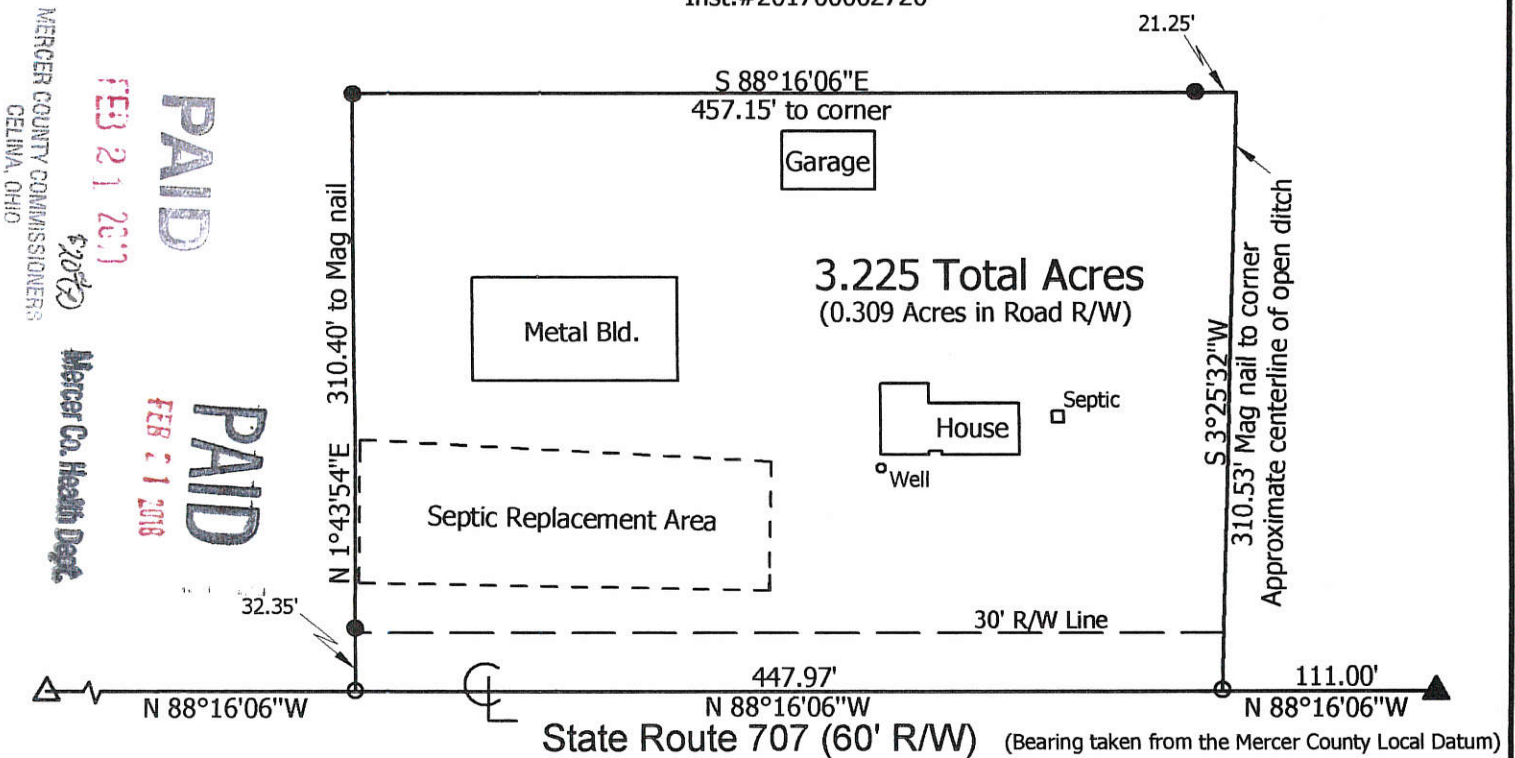 21.25'
S 88°16'06"E
457.15' to corner
Garage
3.225 Total Acres
(0.309 Acres in Road R/W)
Metal Bld.
House
Septic
Well
Septic Replacement Area
310.40' to Mag nail
N 1°43'54"E
S 3°25'32"W
310.53' Mag nail to corner
Approximate centerline of open ditch
32.35'
30' R/W Line
447.97'
111.00'
N 88°16'06"W
N 88°16'06"W
N 88°16'06"W
State Route 707 (60' R/W)
(Bearing taken from the Mercer County Local Datum)
PAID
FEB 21
MERCER COUNTY COMMISSIONERS
CELINA, OHIO
PAID
FEB 21 2018
Mercer Co. Health Dept.